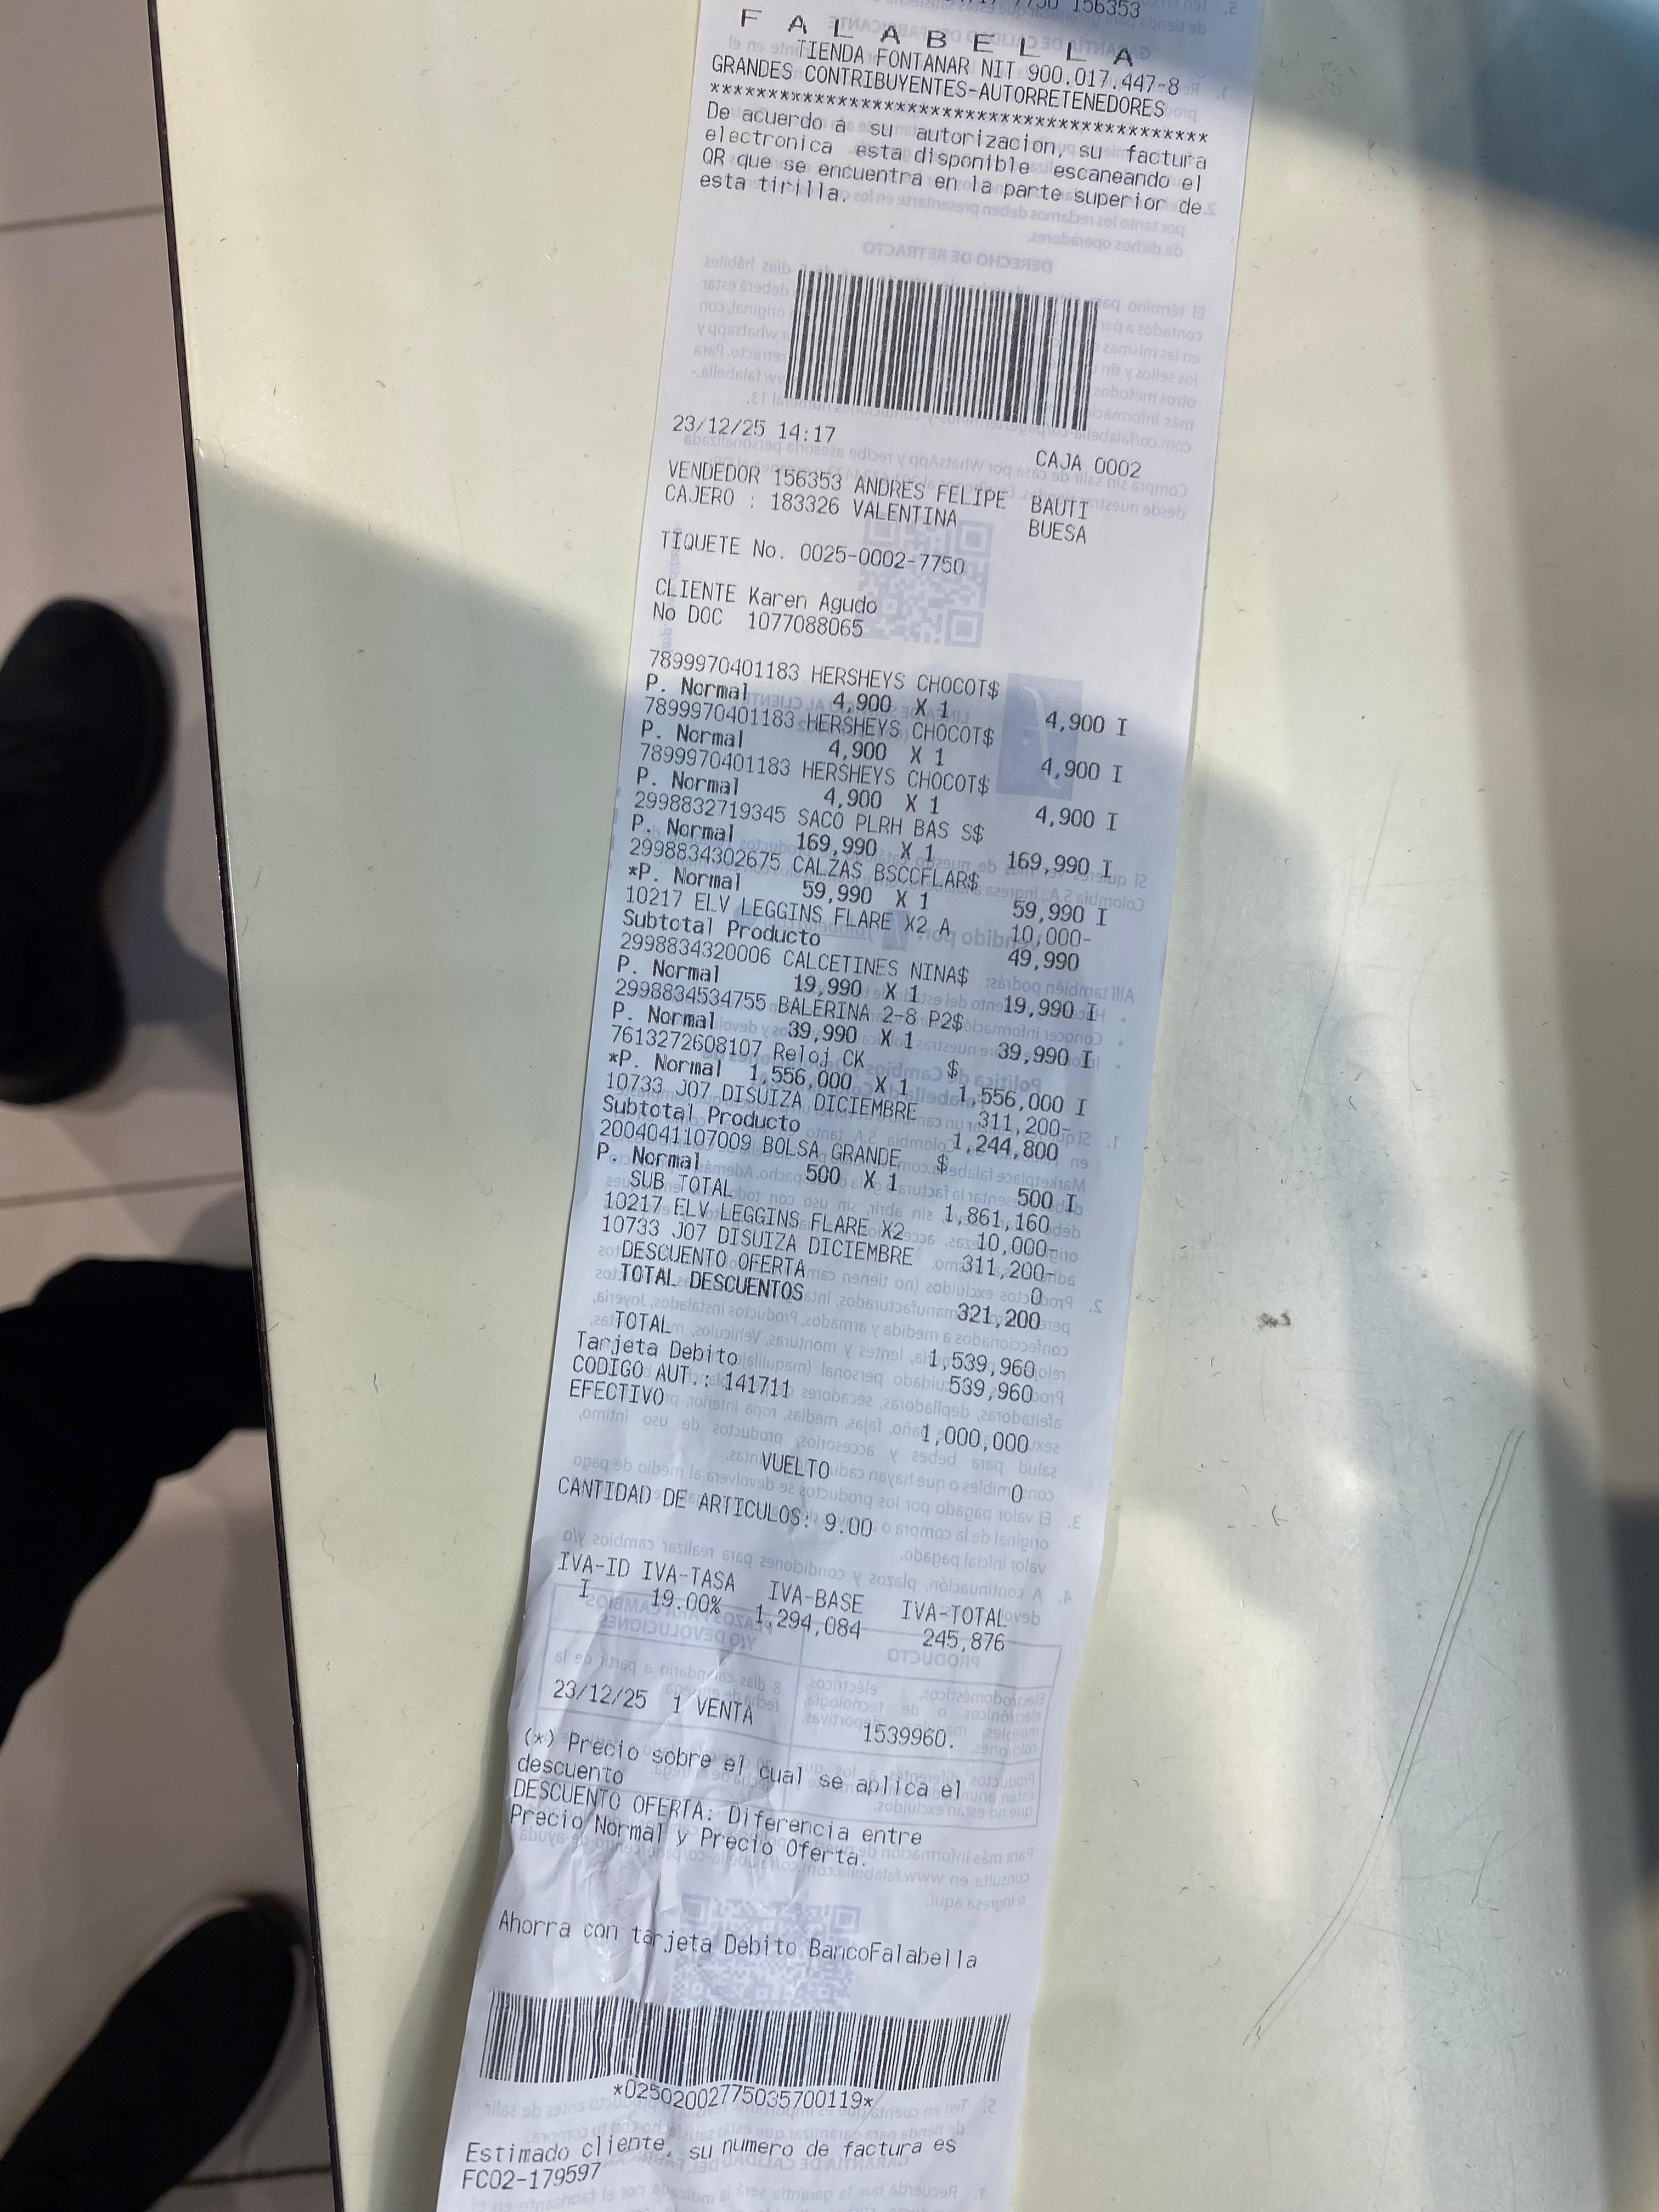 156353
F A L A B E L L A
TIENDA FONTANAR NIT 900.017.447-8
GRANDES CONTRIBUYENTES-AUTORRETENEDORES
******************************************
De acuerdo a su autorizacion, su factura
electronica esta disponible escaneando el
QR que se encuentra en la parte superior de
esta tirilla.
23/12/25 14:17 CAJA 0002
VENDEDOR 156353 ANDRES FELIPE BAUTI
CAJERO : 183326 VALENTINA BUESA
TIQUETE No. 0025-0002-7750
CLIENTE Karen Agudo
No DOC 1077088065
7899970401183 HERSHEYS CHOCOT$
P. Normal 4,900 X 1 4,900 I
7899970401183 HERSHEYS CHOCOT$
P. Normal 4,900 X 1 4,900 I
7899970401183 HERSHEYS CHOCOT$
P. Normal 4,900 X 1 4,900 I
2998832719345 SACO PLRH BAS S$
P. Normal 169,990 X 1 169,990 I
2998834302675 CALZAS BSCCFLAR$
*P. Normal 59,990 X 1 59,990 I
10217 ELV LEGGINS FLARE X2 A 10,000-
Subtotal Producto 49,990
2998834320006 CALCETINES NINA$
P. Normal 19,990 X 1 19,990 I
2998834534755 BALERINA 2-8 P2$
P. Normal 39,990 X 1 39,990 I
7613272608107 Reloj CK $
*P. Normal 1,556,000 X 1 1,556,000 I
10733 J07 DISUIZA DICIEMBRE 311,200-
Subtotal Producto 1,244,800
2004041107009 BOLSA GRANDE $
P. Normal 500 X 1 500 I
SUB TOTAL 1,861,160
10217 ELV LEGGINS FLARE X2 10,000-
10733 J07 DISUIZA DICIEMBRE 311,200-
DESCUENTO OFERTA 0
TOTAL DESCUENTOS 321,200
TOTAL 1,539,960
Tarjeta Debito 539,960
CODIGO AUT.: 141711
EFECTIVO 1,000,000
VUELTO 0
CANTIDAD DE ARTICULOS: 9.00
IVA-ID IVA-TASA IVA-BASE IVA-TOTAL
I 19.00% 1,294,084 245,876
23/12/25 1 VENTA 1539960.
(*) Precio sobre el cual se aplica el
descuento
DESCUENTO OFERTA: Diferencia entre
Precio Normal y Precio Oferta.
Ahorra con tarjeta Debito BancoFalabella
*02502002775035700119*
Estimado cliente, su numero de factura es
FC02-179597